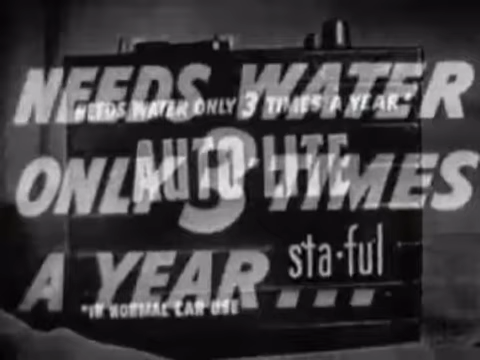 NEEDS WATER
"NEEDS WATER ONLY 3 TIMES A YEAR"*
ONLY 3 TIMES
AUTO-LITE
A YEAR...
sta-ful
*IN NORMAL CAR USE